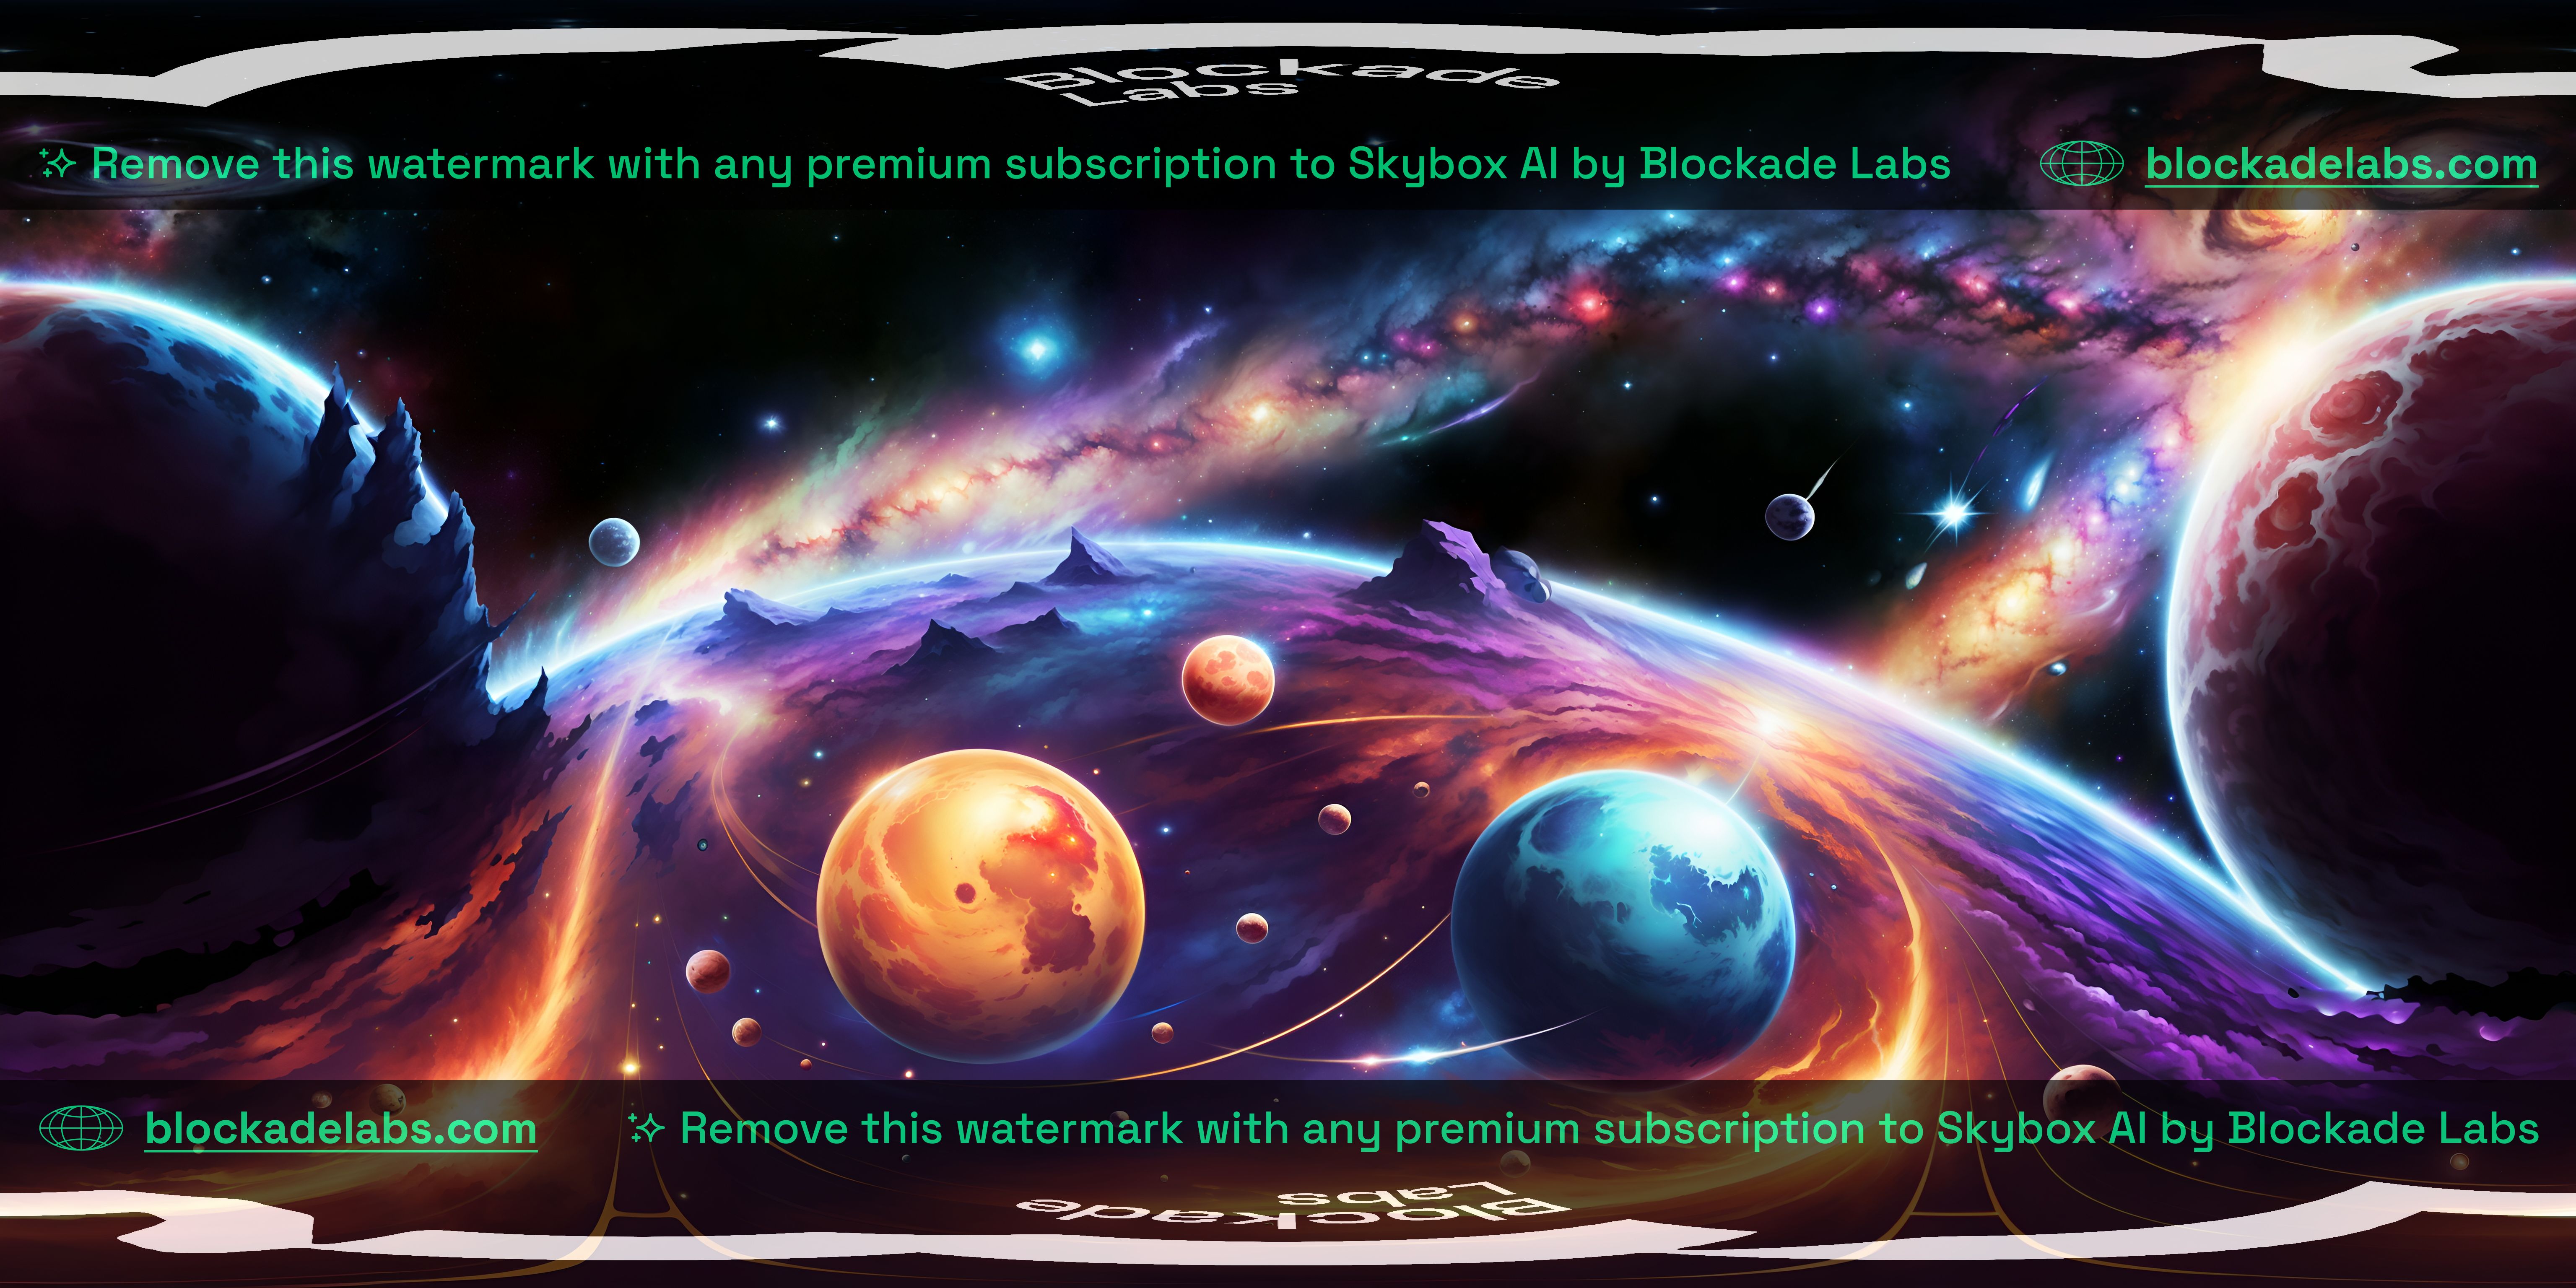 Blockade
Labs
Remove this watermark with any premium subscription to Skybox AI by Blockade Labs
blockadelabs.com
blockadelabs.com
Remove this watermark with any premium subscription to Skybox AI by Blockade Labs
Labs
Blockade